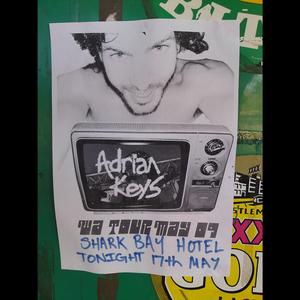 Adrian
Keys
WA TOUR MAY 07
SHARK BAY HOTEL
TONIGHT 17th MAY